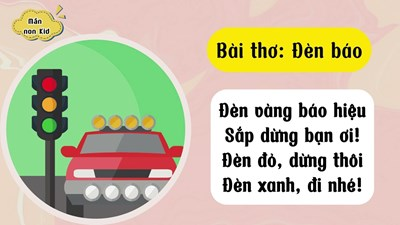 Mần
non Kid
Bài thơ: Đèn báo
Đèn vàng báo hiệu
Sắp dừng bạn ơi!
Đèn đỏ, dừng thôi
Đèn xanh, đi nhé!